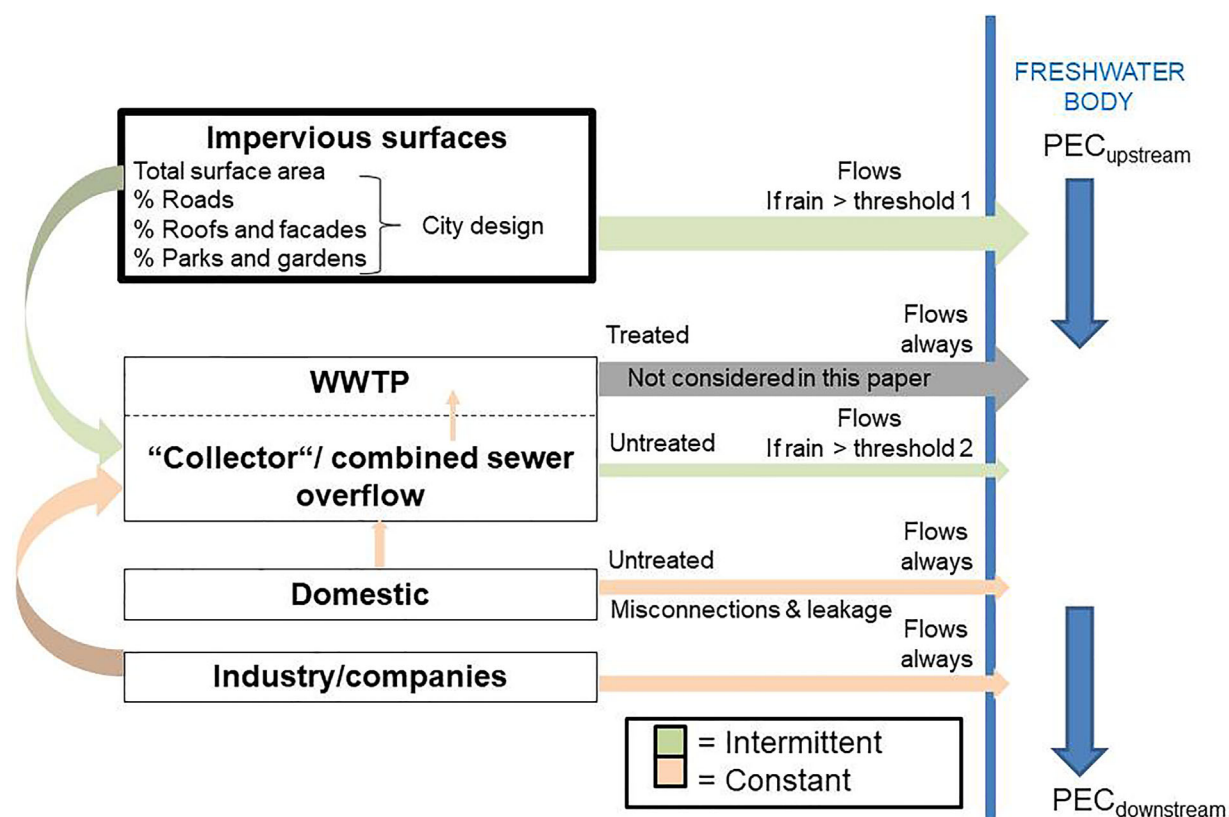 FRESHWATER
BODY
PECupstream
Impervious surfaces
Total surface area
% Roads
% Roofs and facades
% Parks and gardens
City design
Flows
If rain > threshold 1
Treated
Flows
always
WWTP
Not considered in this paper
“Collector“/ combined sewer
overflow
Untreated
Flows
If rain > threshold 2
Domestic
Untreated
Flows
always
Misconnections & leakage
Industry/companies
Flows
always
= Intermittent
= Constant
PECdownstream